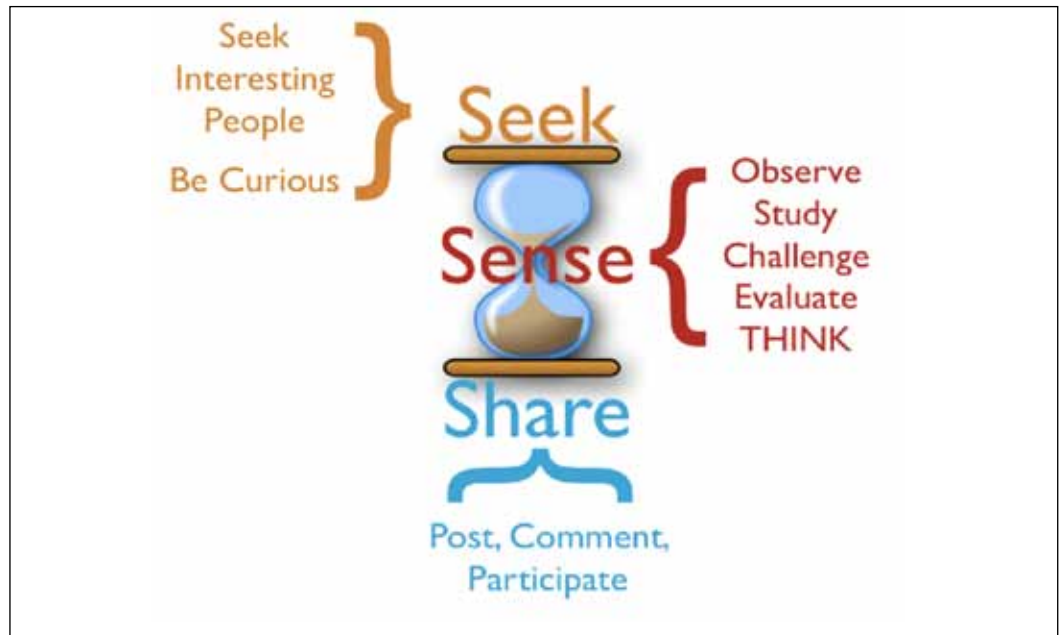 Seek
Interesting
People
Be Curious
Seek
Sense
Observe
Study
Challenge
Evaluate
THINK
Share
Post, Comment,
Participate